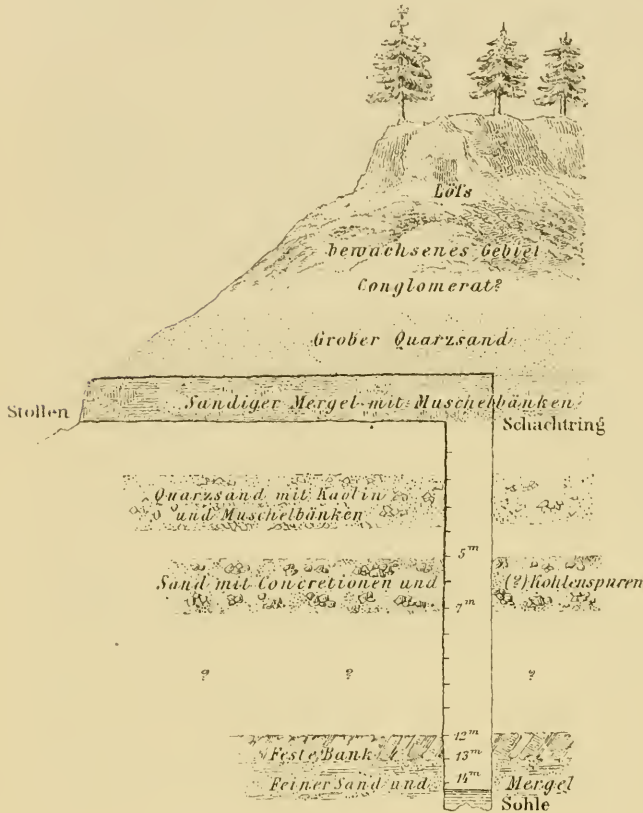 Löfs
bewachsenes Gebiet
Conglomerat?
Grober Quarzsand
Stollen
Sandiger Mergel mit Muschelbänken
Schachtring
Quarzsand mit Kaolin
und Muschelbänken
5m
Sand mit Concretionen und (?) Kohlenspuren
7m
? ? ?
12m
Feste Bank
13m
14m
Feiner Sand und Mergel
Sohle